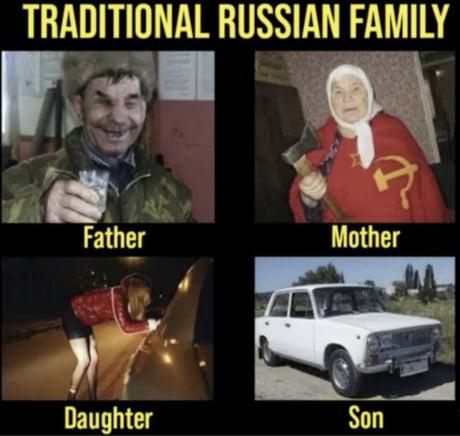 TRADITIONAL RUSSIAN FAMILY
Father
Mother
Daughter
Son